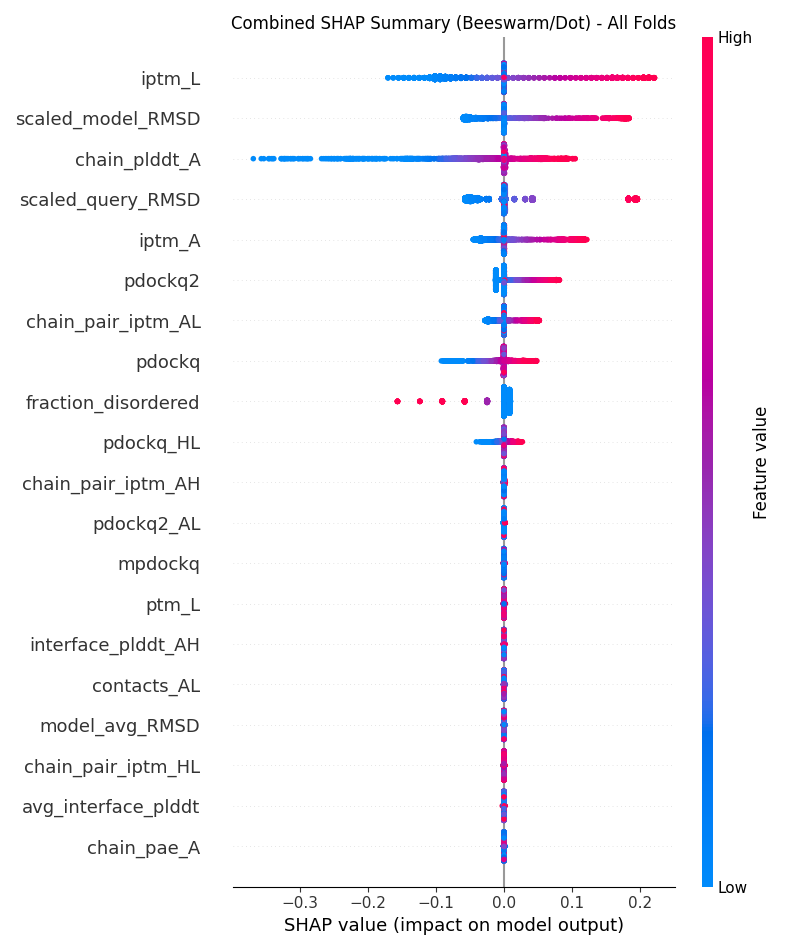 Combined SHAP Summary (Beeswarm/Dot) - All Folds
High
iptm_L
scaled_model_RMSD
chain_plddt_A
scaled_query_RMSD
iptm_A
pdockq2
chain_pair_iptm_AL
pdockq
fraction_disordered
pdockq_HL
chain_pair_iptm_AH
pdockq2_AL
mpdockq
ptm_L
interface_plddt_AH
contacts_AL
model_avg_RMSD
chain_pair_iptm_HL
avg_interface_plddt
chain_pae_A
Feature value
Low
−0.3 −0.2 −0.1 0.0 0.1 0.2
SHAP value (impact on model output)